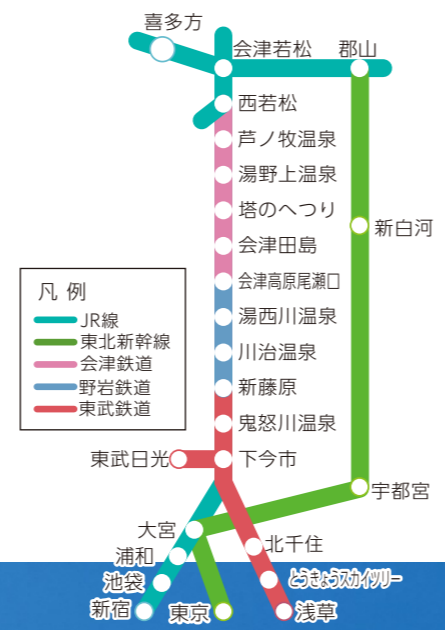 喜多方
会津若松
郡山
西若松
芦ノ牧温泉
湯野上温泉
塔のへつり
新白河
会津田島
会津高原尾瀬口
凡 例
JR線
東北新幹線
会津鉄道
野岩鉄道
東武鉄道
湯西川温泉
川治温泉
新藤原
鬼怒川温泉
東武日光
下今市
宇都宮
大宮
北千住
浦和
池袋
とうきょうスカイツリー
新宿
東京
浅草